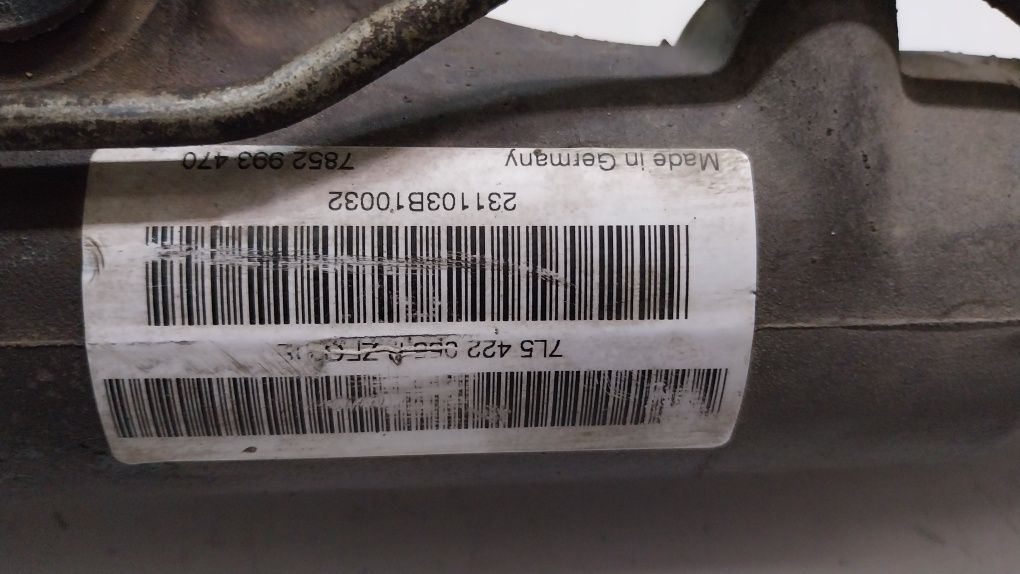 7L5 422
231103B10032
Made in Germany 7852 993 470